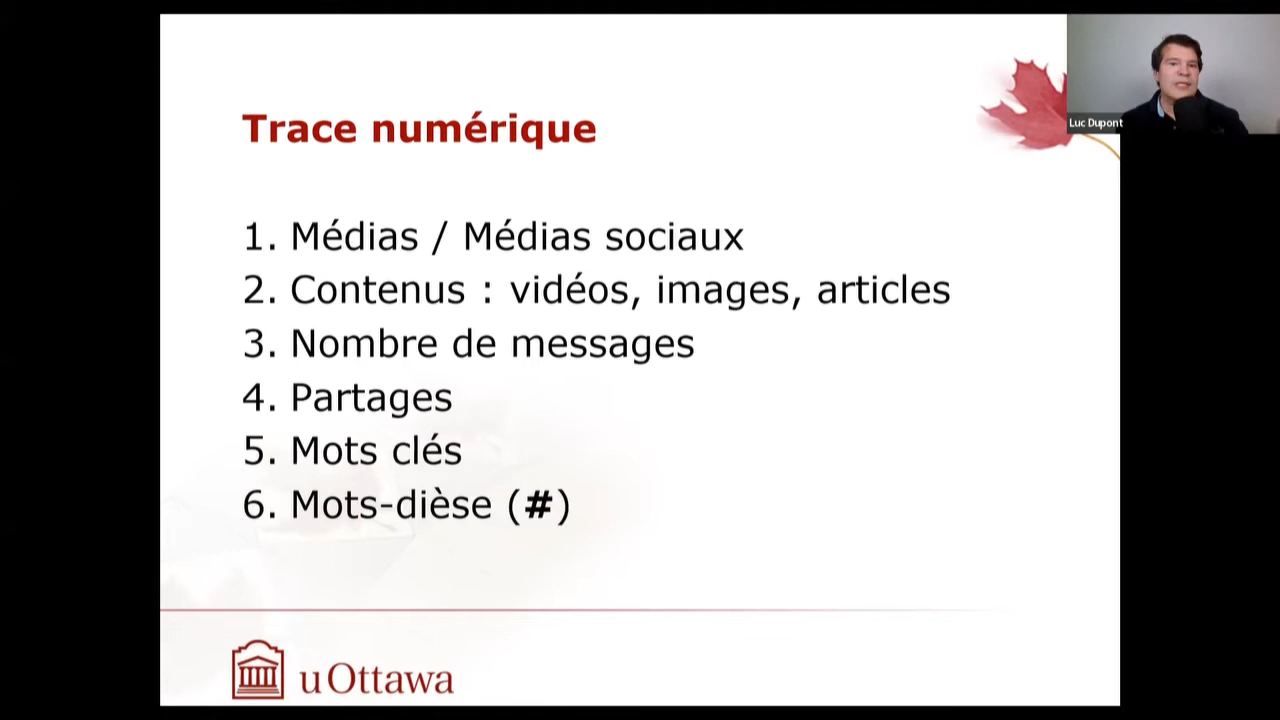 Trace numérique
1. Médias / Médias sociaux
2. Contenus : vidéos, images, articles
3. Nombre de messages
4. Partages
5. Mots clés
6. Mots-dièse (#)
uOttawa
Luc Dupont